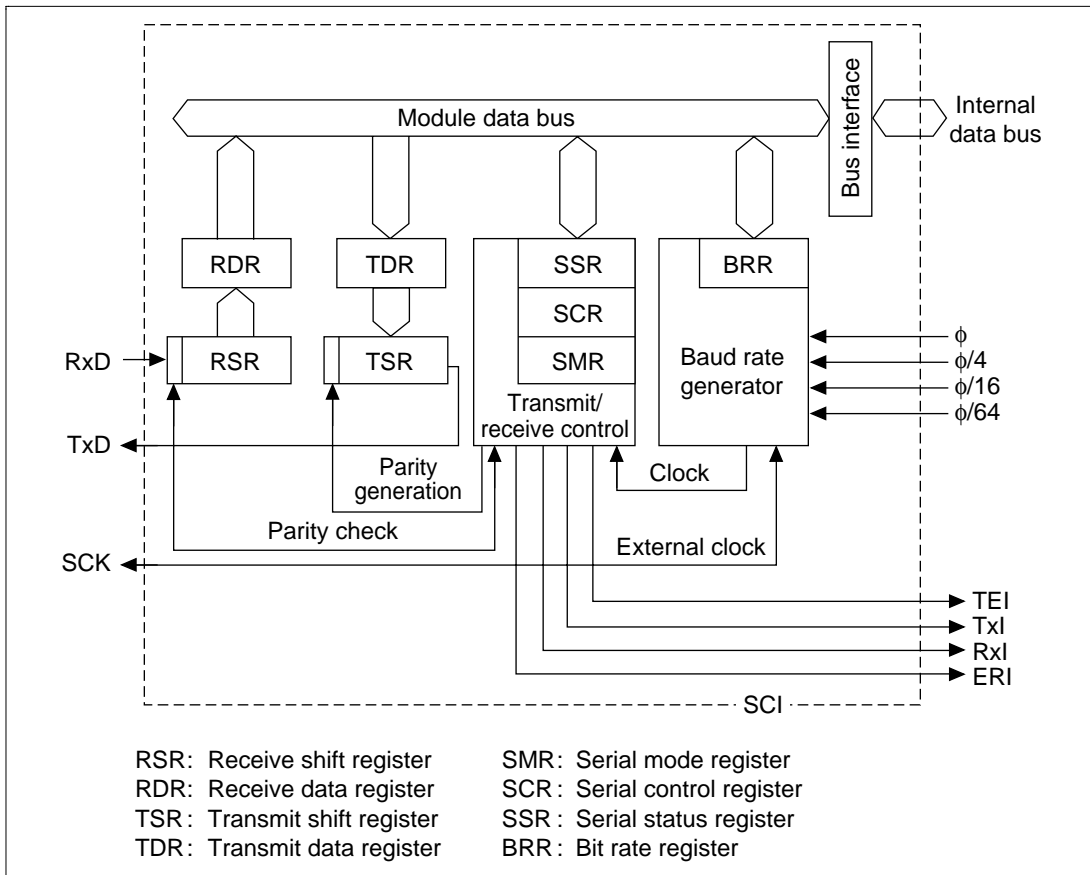 Module data bus
Bus interface
Internal
data bus
RDR
TDR
SSR
BRR
SCR
RxD
RSR
TSR
SMR
Baud rate
generator
ϕ
ϕ/4
ϕ/16
ϕ/64
Transmit/
receive control
TxD
Parity
generation
Clock
Parity check
External clock
SCK
TEI
TxI
RxI
ERI
SCI
RSR: Receive shift register
RDR: Receive data register
TSR: Transmit shift register
TDR: Transmit data register
SMR: Serial mode register
SCR: Serial control register
SSR: Serial status register
BRR: Bit rate register